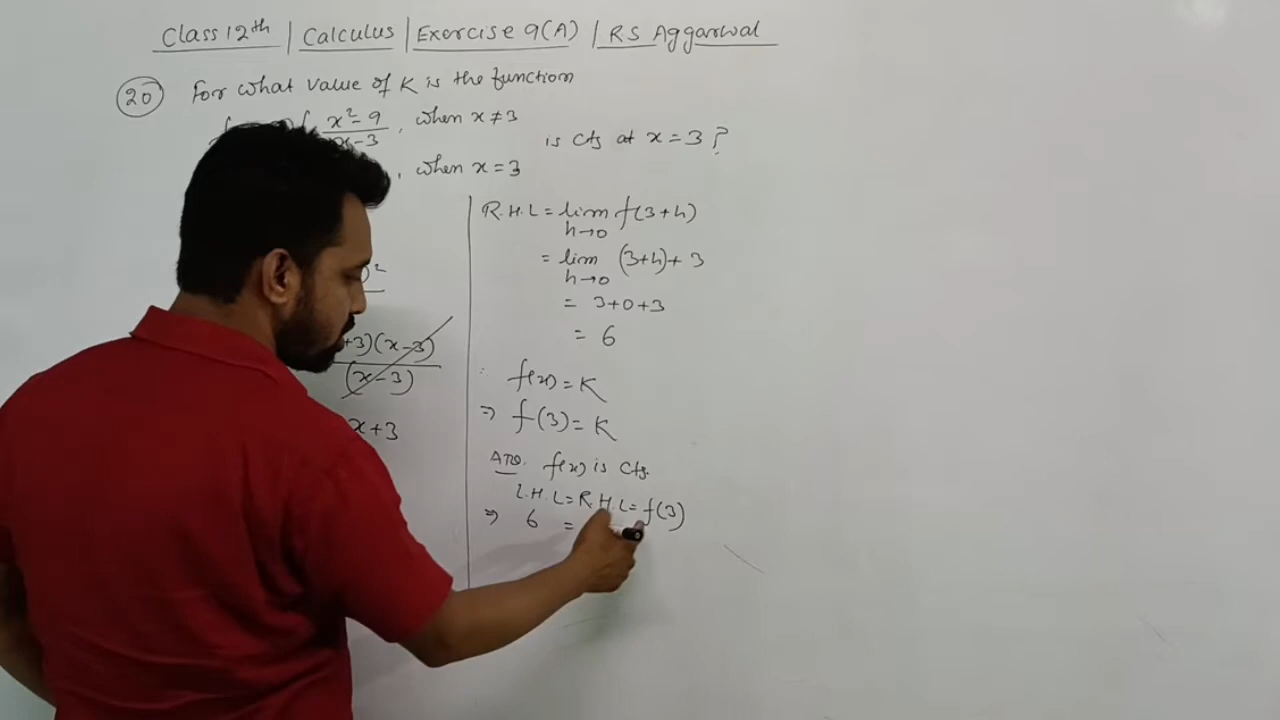 Class 12th | Calculus | Exercise 9(A) | RS Aggarwal
(20) For what value of K is the function
x²-9, when x ≠ 3
x-3
is cts at x = 3?
, when x = 3
+3)(x-3)
(x-3)
x+3
R.H.L = lim f(3+h)
h→0
= lim (3+h)+3
h→0
= 3+0+3
= 6
f(x) = K
⇒ f(3) = K
ATQ. f(x) is Cts.
L.H.L = R.H.L = f(3)
⇒ 6 =